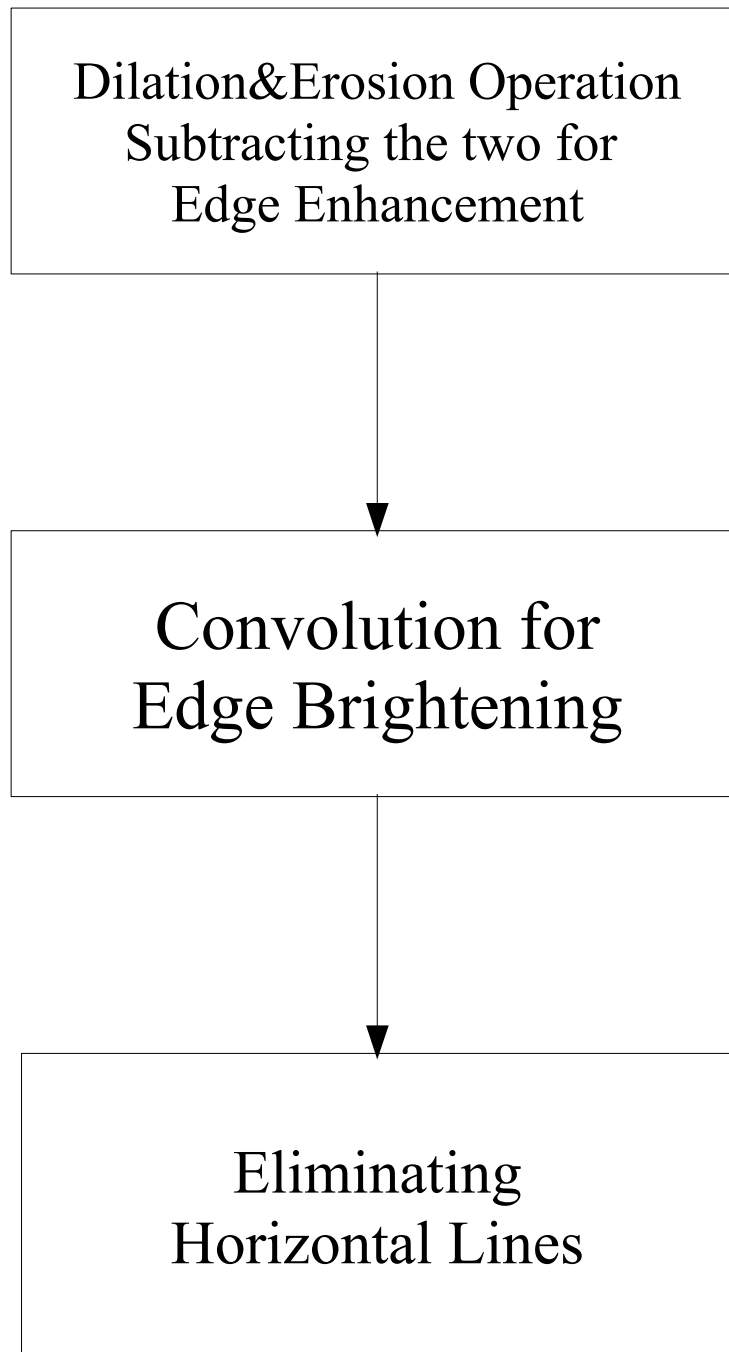 Dilation&Erosion Operation
Subtracting the two for
Edge Enhancement
Convolution for
Edge Brightening
Eliminating
Horizontal Lines